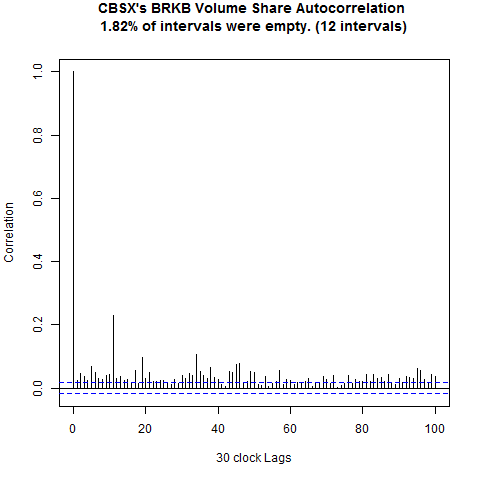 CBSX's BRKB Volume Share Autocorrelation
1.82% of intervals were empty. (12 intervals)
Correlation
1.0
0.8
0.6
0.4
0.2
0.0
0 20 40 60 80 100
30 clock Lags